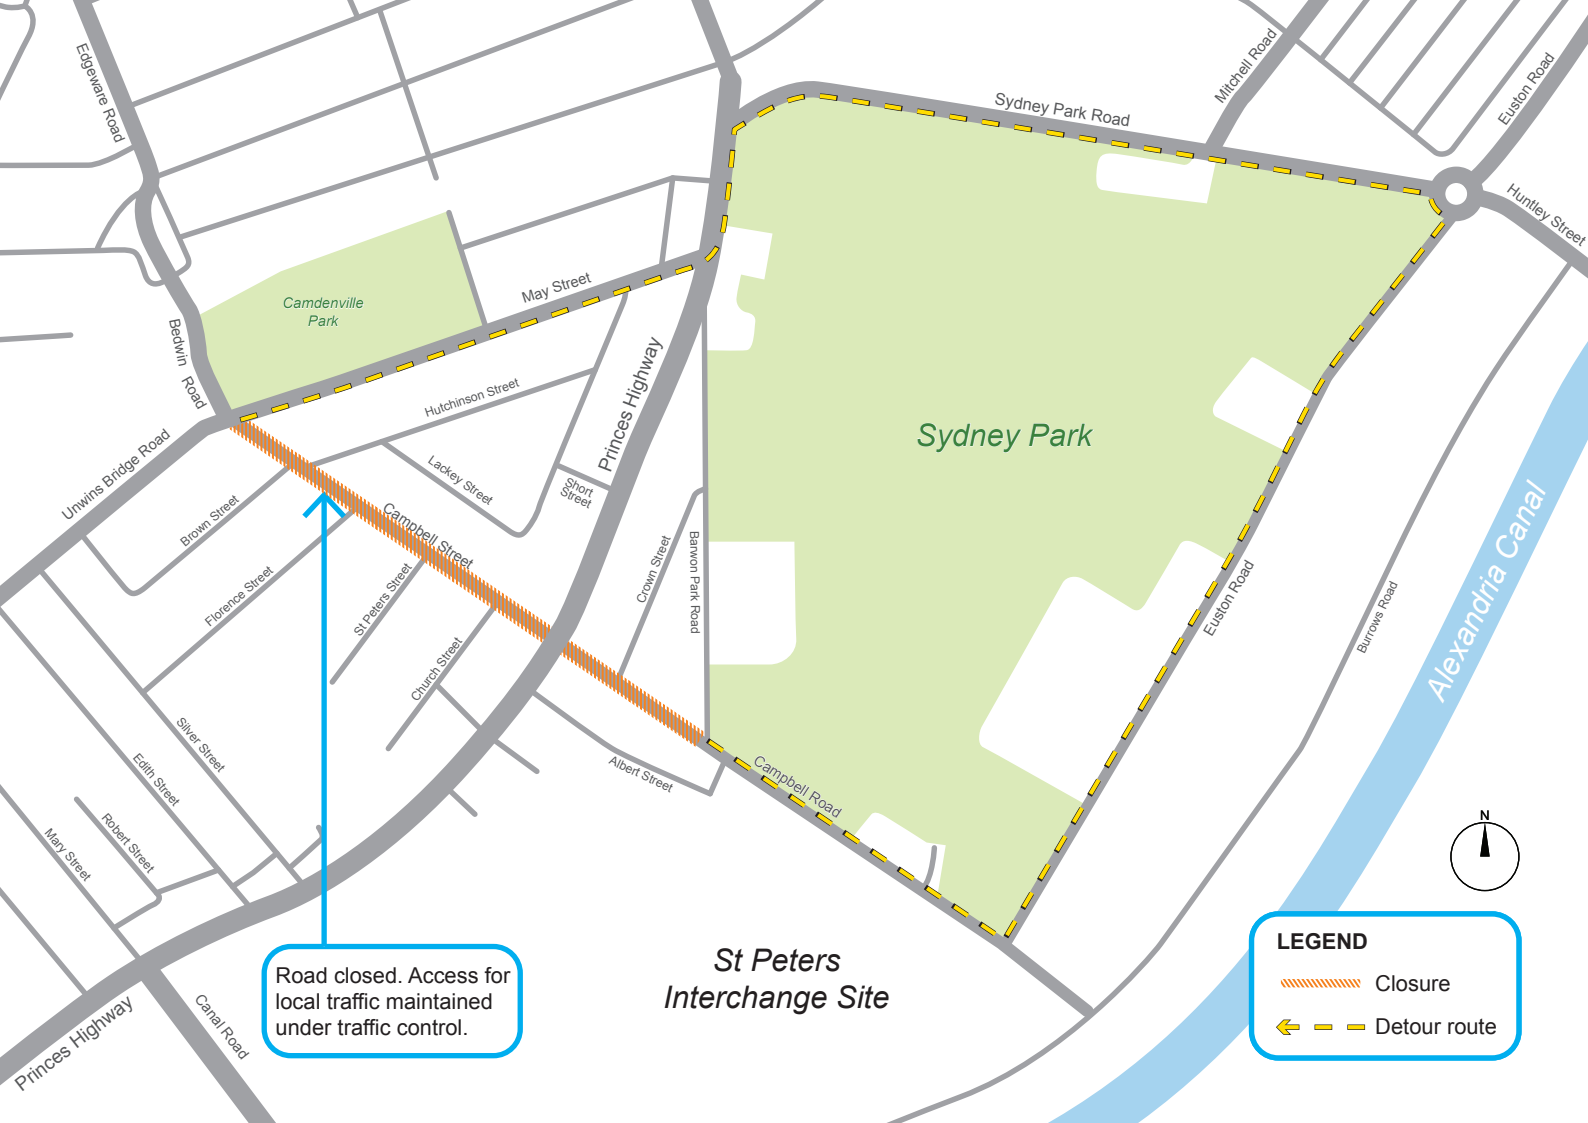 Edgeware Road
Sydney Park Road
Mitchell Road
Euston Road
Huntley Street
May Street
Camdenville
Park
Bedwin Road
Hutchinson Street
Princes Highway
Unwins Bridge Road
Lackey Street
Short
Street
Sydney Park
Brown Street
Campbell Street
Florence Street
St Peters Street
Church Street
Crown Street
Barwon Park Road
Euston Road
Burrows Road
Alexandria Canal
Silver Street
Edith Street
Albert Street
Campbell Road
Robert Street
Mary Street
N
Road closed. Access for
local traffic maintained
under traffic control.
St Peters
Interchange Site
Canal Road
Princes Highway
LEGEND
Closure
Detour route